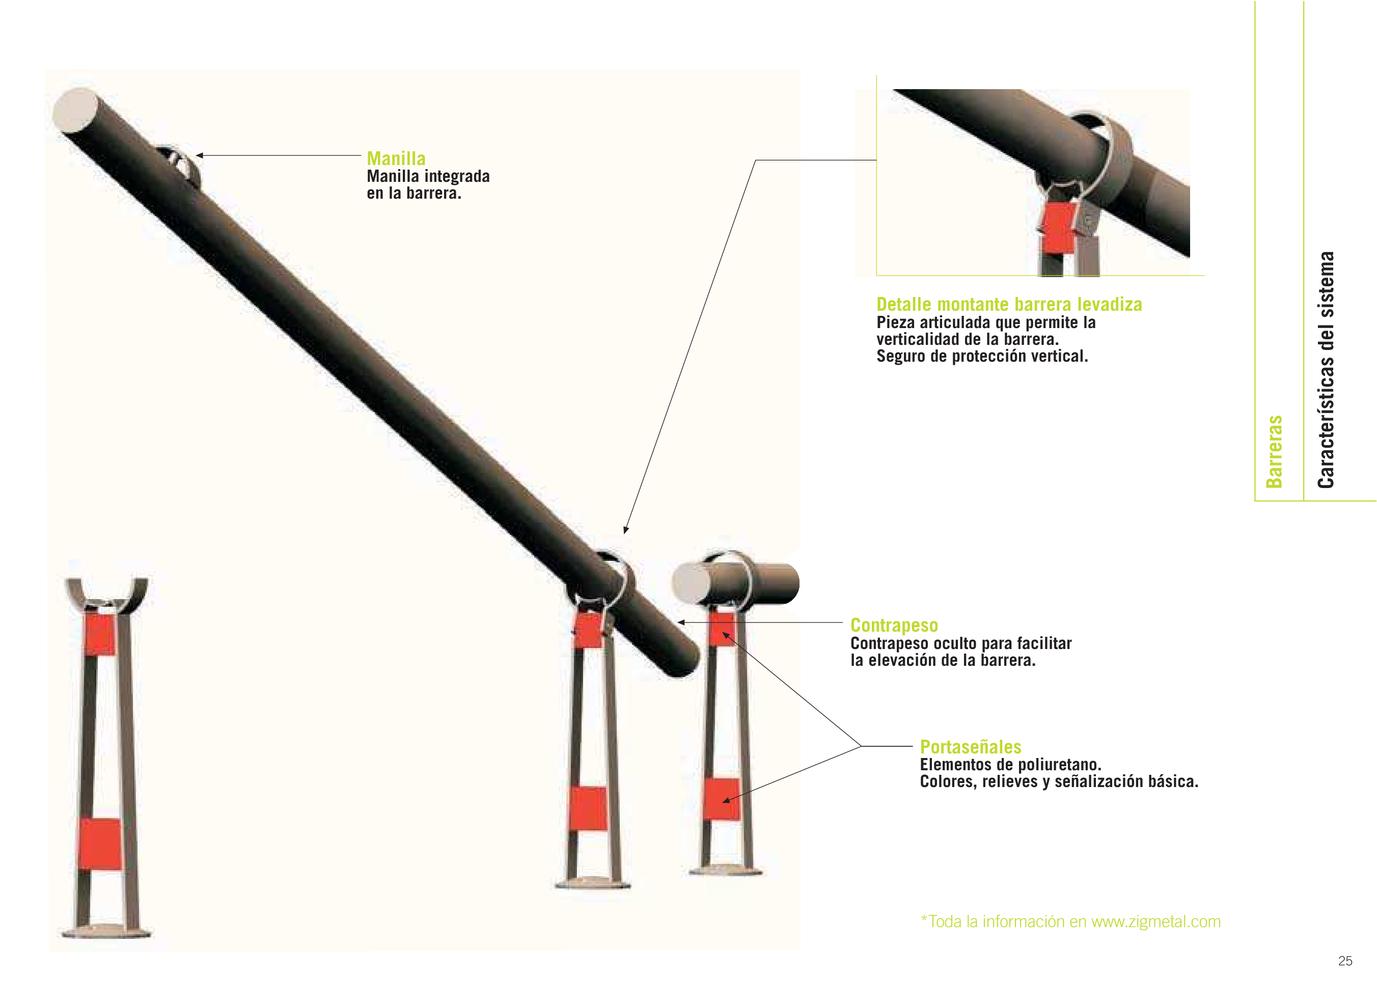 Manilla
Manilla integrada
en la barrera.
Detalle montante barrera levadiza
Pieza articulada que permite la
verticalidad de la barrera.
Seguro de protección vertical.
Contrapeso
Contrapeso oculto para facilitar
la elevación de la barrera.
Portaseñales
Elementos de poliuretano.
Colores, relieves y señalización básica.
Barreras
Características del sistema
*Toda la información en www.zigmetal.com
25